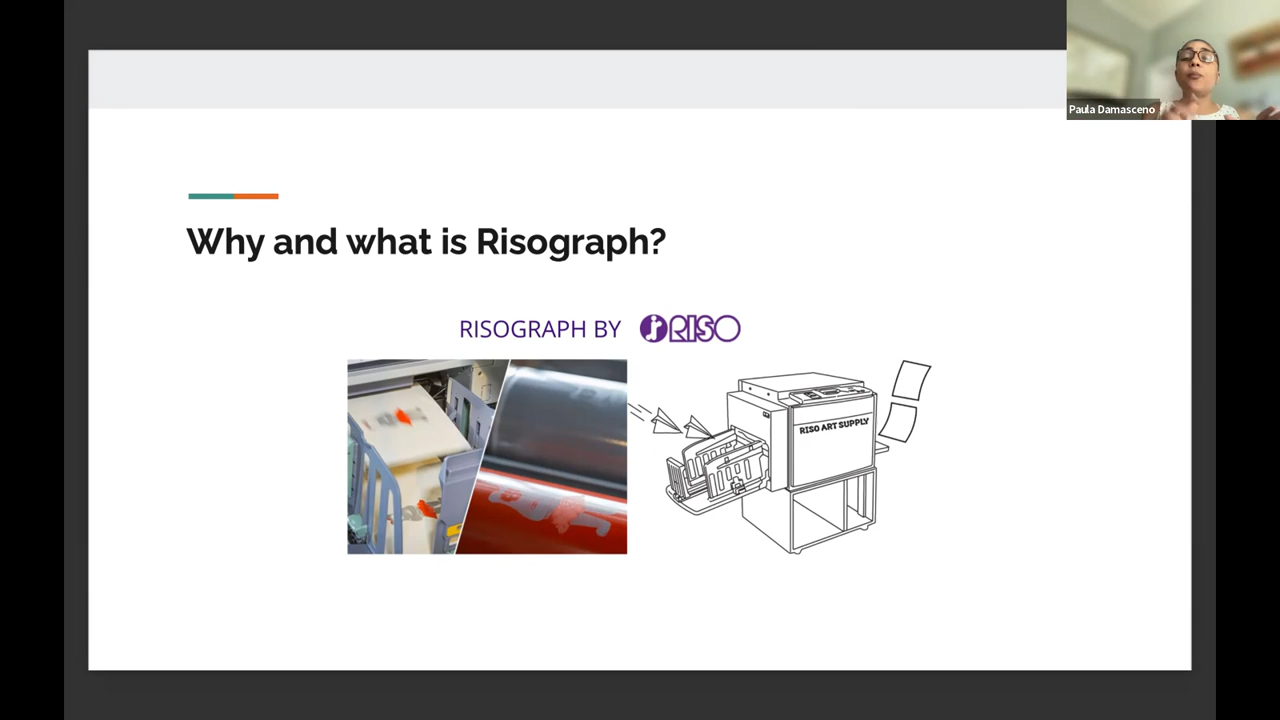 Paula Damasceno
Why and what is Risograph?
RISOGRAPH BY RISO
RISO ART SUPPLY